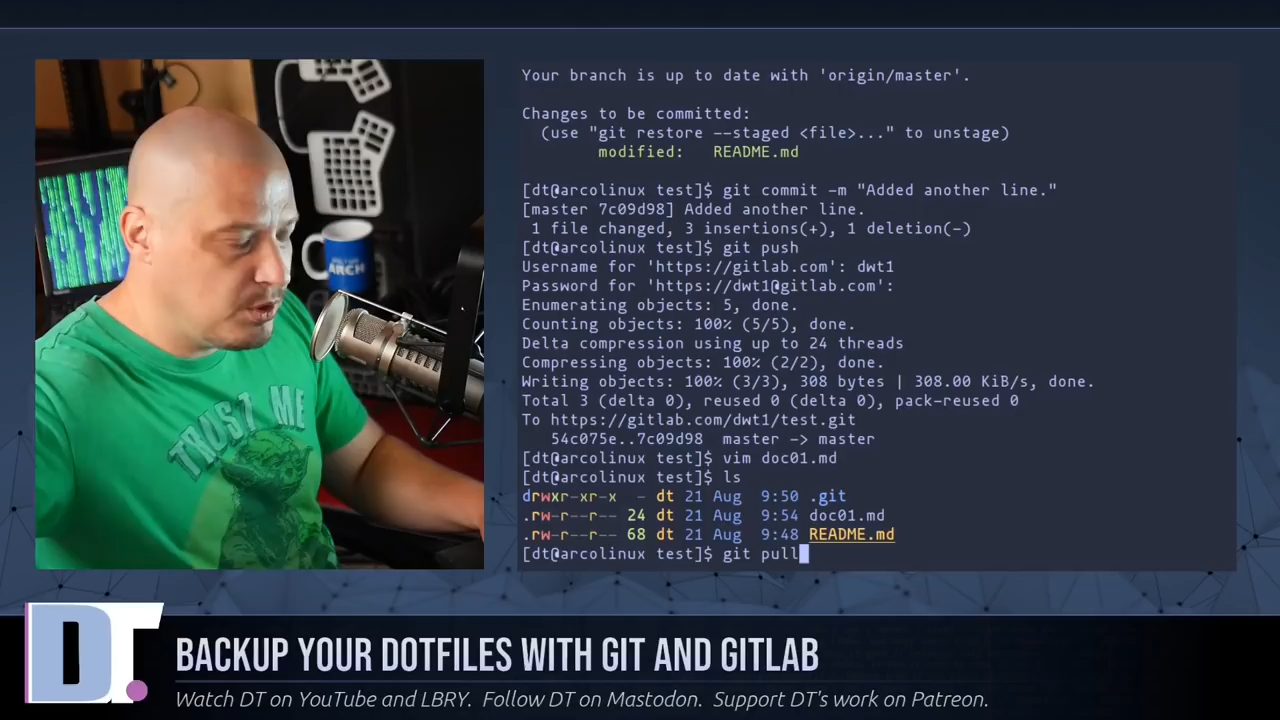 Your branch is up to date with 'origin/master'.
Changes to be committed:
(use "git restore --staged <file>..." to unstage)
modified:   README.md
[dt@arcolinux test]$ git commit -m "Added another line."
[master 7c09d98] Added another line.
1 file changed, 3 insertions(+), 1 deletion(-)
[dt@arcolinux test]$ git push
Username for 'https://gitlab.com': dwt1
Password for 'https://dwt1@gitlab.com':
Enumerating objects: 5, done.
Counting objects: 100% (5/5), done.
Delta compression using up to 24 threads
Compressing objects: 100% (2/2), done.
Writing objects: 100% (3/3), 308 bytes | 308.00 KiB/s, done.
Total 3 (delta 0), reused 0 (delta 0), pack-reused 0
To https://gitlab.com/dwt1/test.git
54c075e..7c09d98  master -> master
[dt@arcolinux test]$ vim doc01.md
[dt@arcolinux test]$ ls
drwxr-xr-x  - dt 21 Aug  9:50 .git
.rw-r--r-- 24 dt 21 Aug  9:54 doc01.md
.rw-r--r-- 68 dt 21 Aug  9:48 README.md
[dt@arcolinux test]$ git pull
ARCH
TRUST ME
DT.
BACKUP YOUR DOTFILES WITH GIT AND GITLAB
Watch DT on YouTube and LBRY.  Follow DT on Mastodon.  Support DT's work on Patreon.